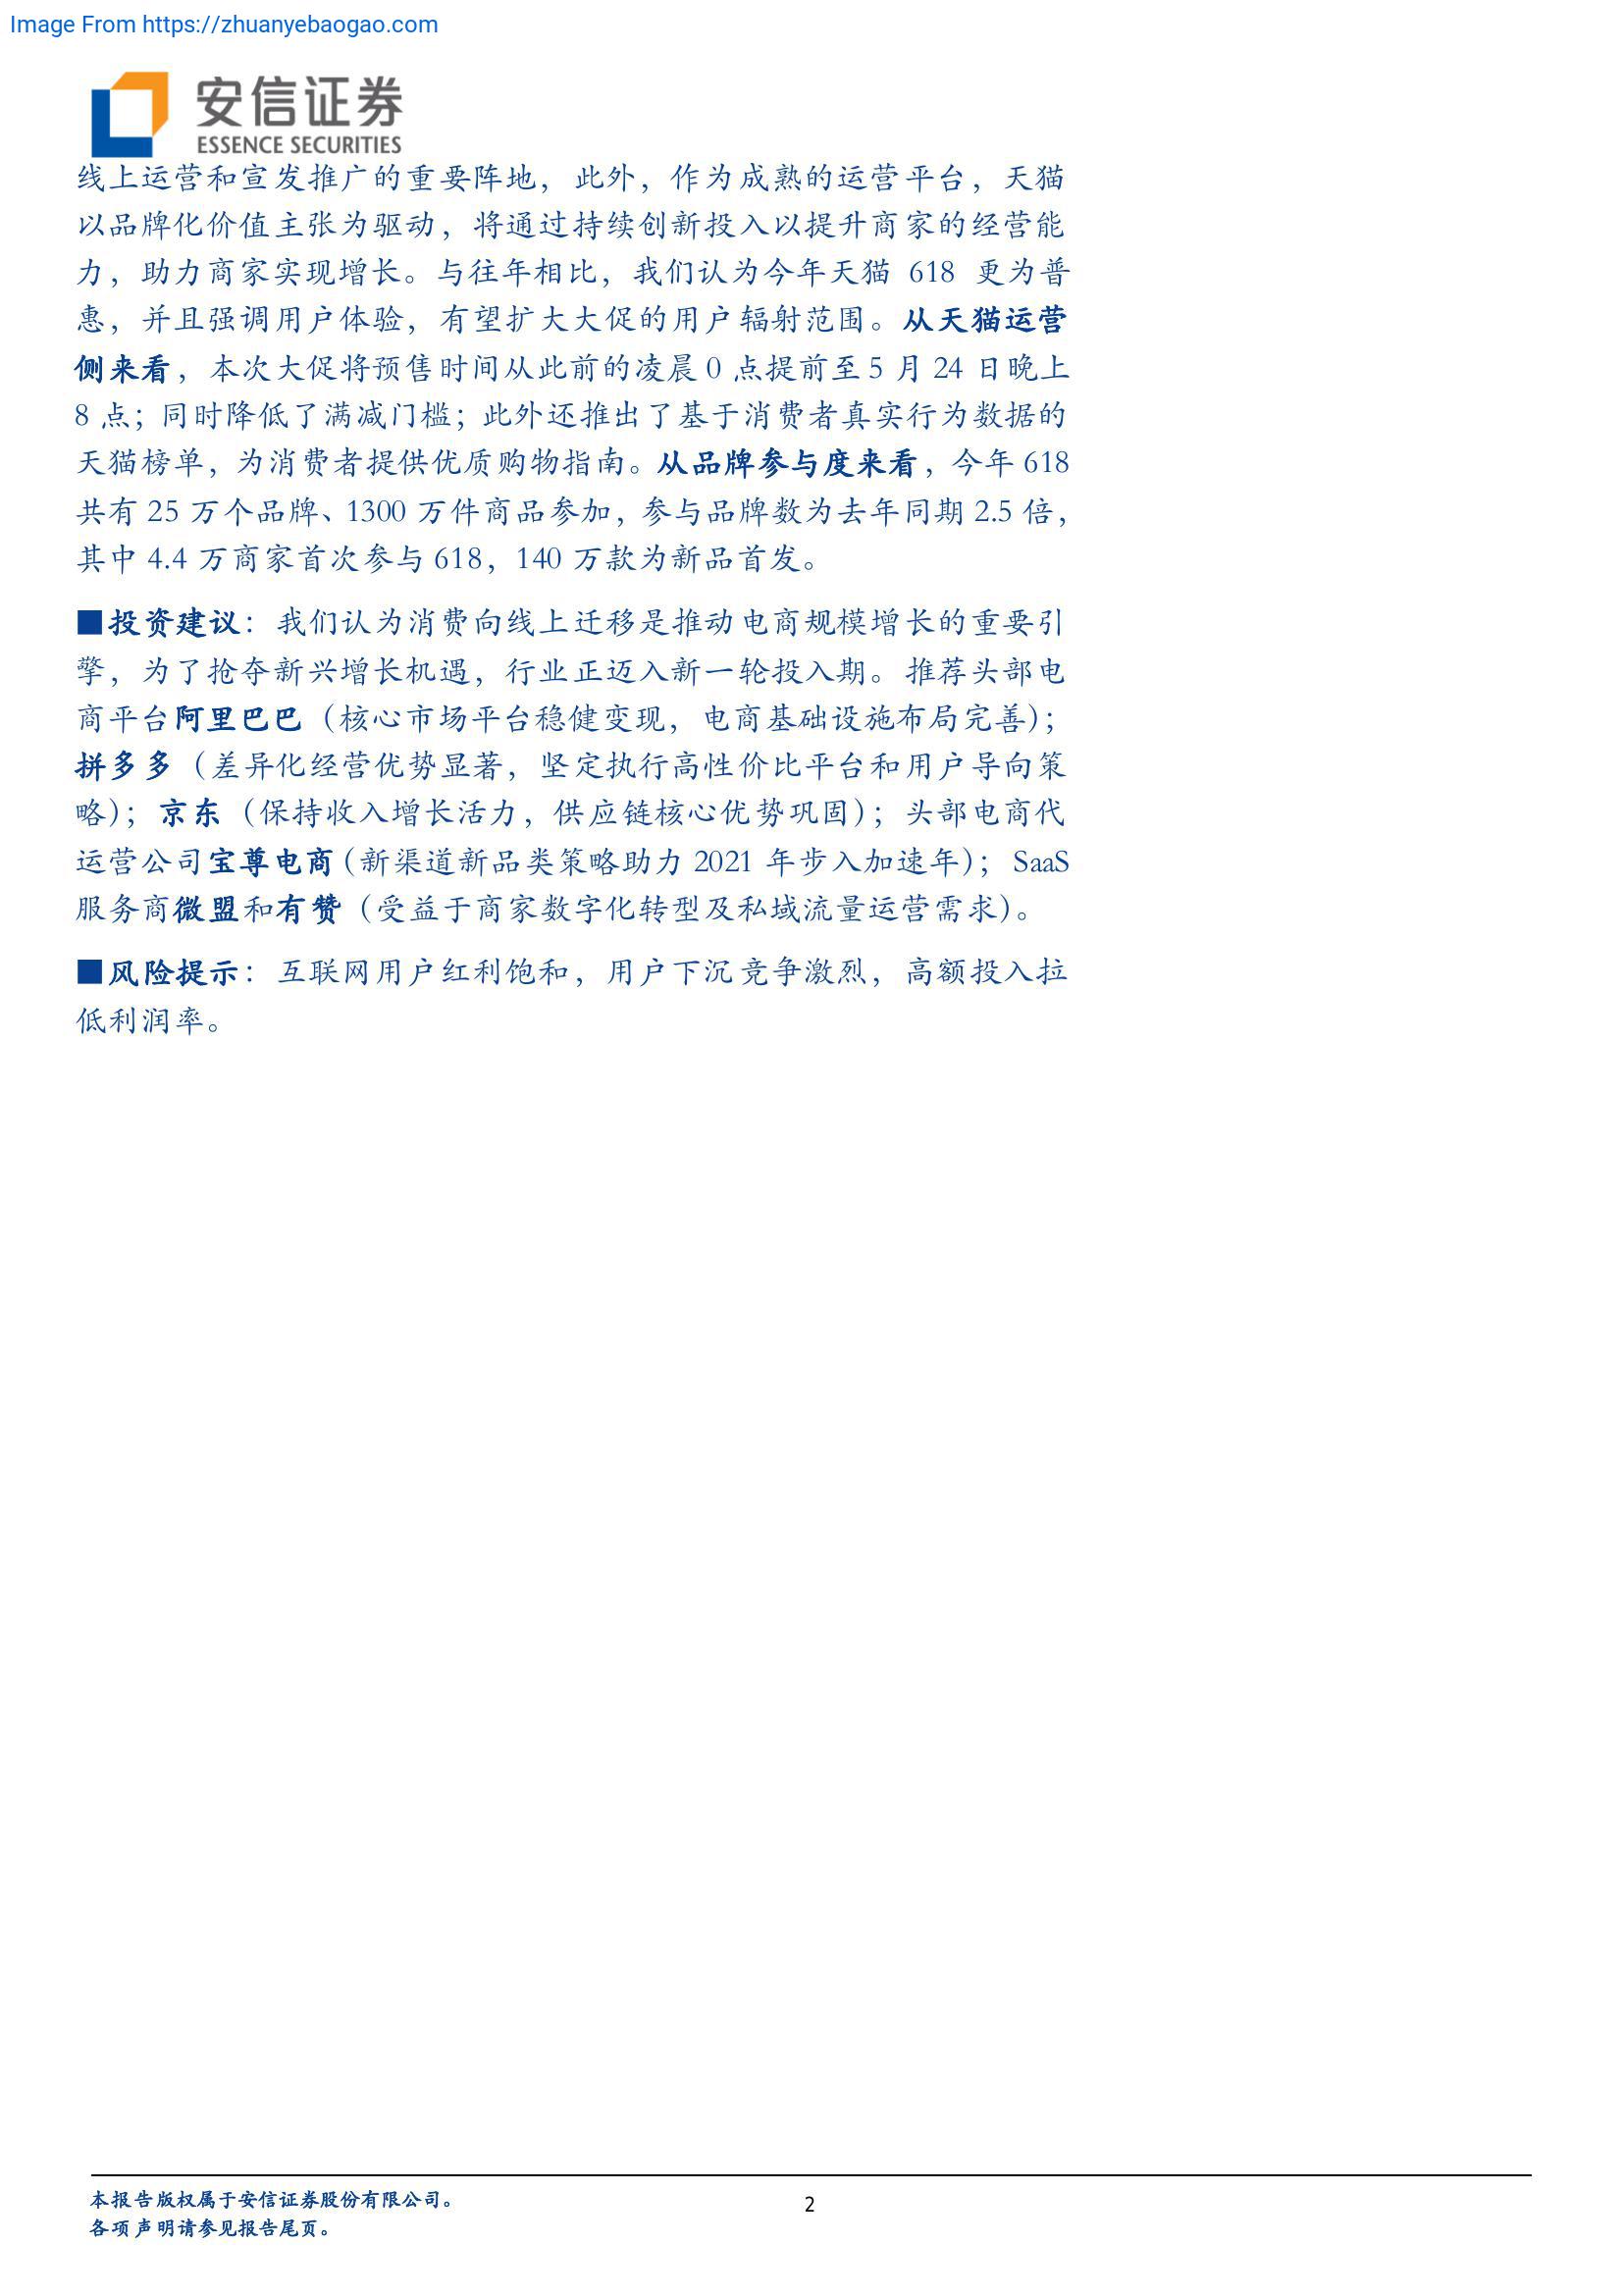 Image From https://zhuanyebaogao.com
安信证券
ESSENCE SECURITIES
线上运营和宣发推广的重要阵地，此外，作为成熟的运营平台，天猫
以品牌化价值主张为驱动，将通过持续创新投入以提升商家的经营能
力，助力商家实现增长。与往年相比，我们认为今年天猫 618 更为普
惠，并且强调用户体验，有望扩大大促的用户辐射范围。从天猫运营
侧来看，本次大促将预售时间从此前的凌晨 0 点提前至 5 月 24 日晚上
8 点；同时降低了满减门槛；此外还推出了基于消费者真实行为数据的
天猫榜单，为消费者提供优质购物指南。从品牌参与度来看，今年 618
共有 25 万个品牌、1300 万件商品参加，参与品牌数为去年同期 2.5 倍，
其中 4.4 万商家首次参与 618，140 万款为新品首发。
■投资建议：我们认为消费向线上迁移是推动电商规模增长的重要引
擎，为了抢夺新兴增长机遇，行业正迈入新一轮投入期。推荐头部电
商平台阿里巴巴（核心市场平台稳健变现，电商基础设施布局完善）；
拼多多（差异化经营优势显著，坚定执行高性价比平台和用户导向策
略）；京东（保持收入增长活力，供应链核心优势巩固）；头部电商代
运营公司宝尊电商（新渠道新品类策略助力 2021 年步入加速年）；SaaS
服务商微盟和有赞（受益于商家数字化转型及私域流量运营需求）。
■风险提示：互联网用户红利饱和，用户下沉竞争激烈，高额投入拉
低利润率。
本报告版权属于安信证券股份有限公司。
2
各项声明请参见报告尾页。